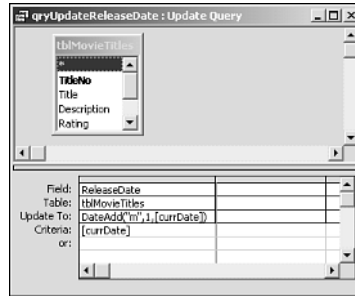 qryUpdateReleaseDate : Update Query
tblMovieTitles
*
TitleNo
Title
Description
Rating
Field: ReleaseDate
Table: tblMovieTitles
Update To: DateAdd("m",1,[currDate])
Criteria: [currDate]
or: